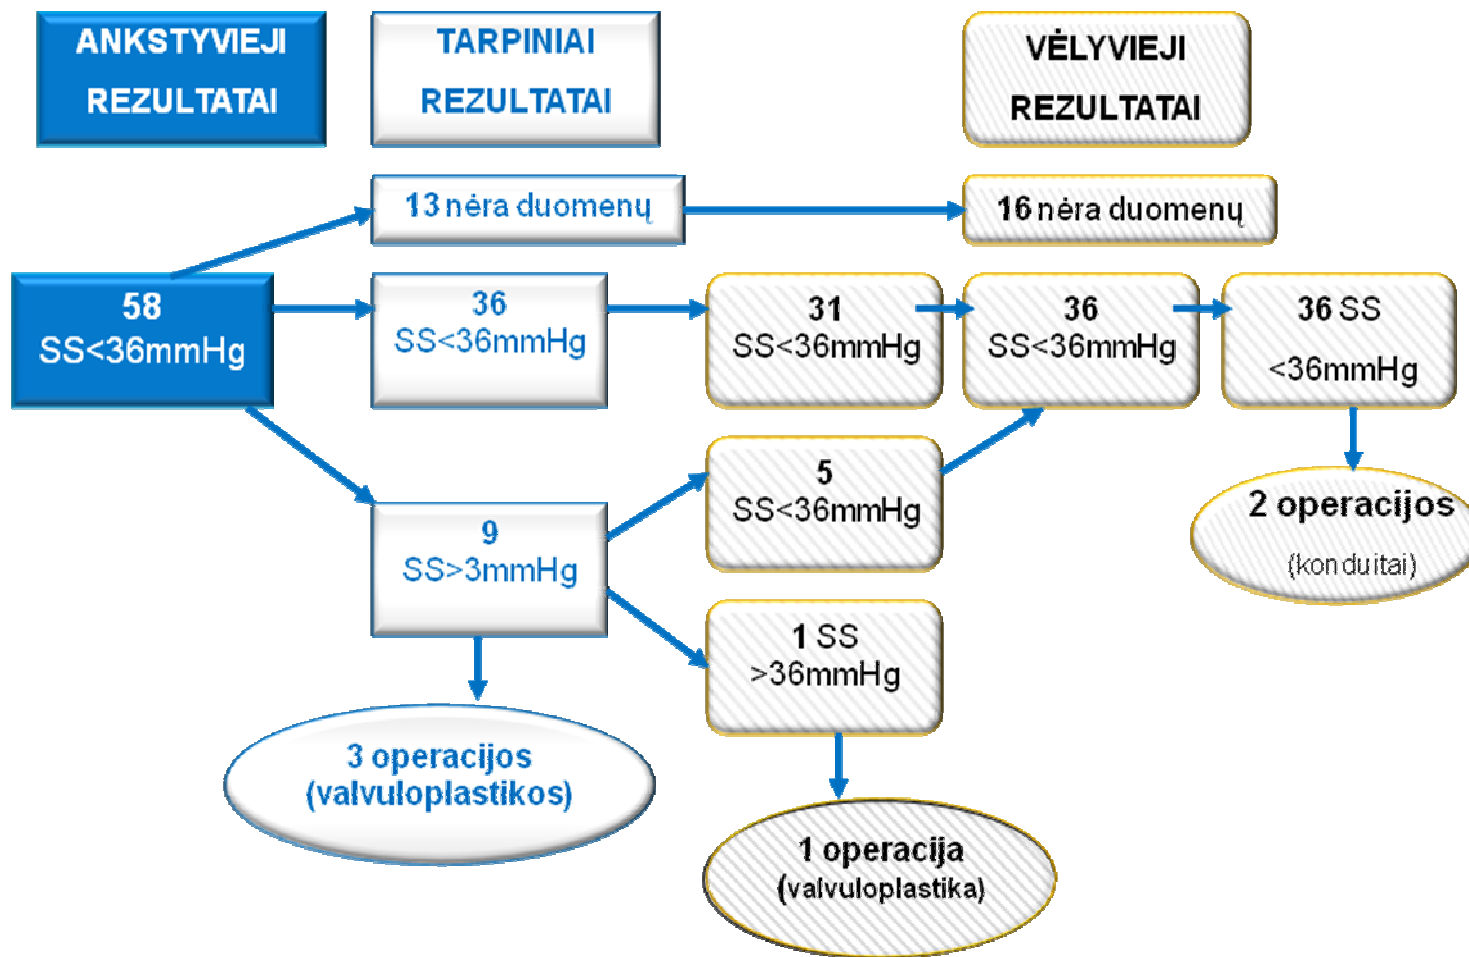 ANKSTYVIEJI
REZULTATAI
TARPINIAI
REZULTATAI
VĖLYVIEJI
REZULTATAI
13 nėra duomenų
16 nėra duomenų
58
SS<36mmHg
36
SS<36mmHg
31
SS<36mmHg
36
SS<36mmHg
36 SS
<36mmHg
9
SS>3mmHg
5
SS<36mmHg
2 operacijos
(konduitai)
1 SS
>36mmHg
3 operacijos
(valvuloplastikos)
1 operacija
(valvuloplastika)